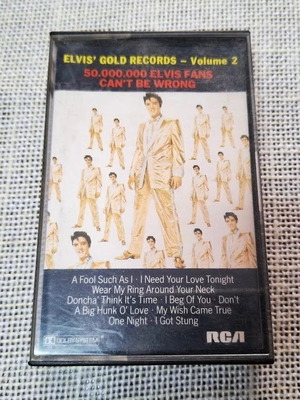 ELVIS' GOLD RECORDS – Volume 2
50,000,000 ELVIS FANS
CAN'T BE WRONG
A Fool Such As I · I Need Your Love Tonight
Wear My Ring Around Your Neck
Doncha' Think It's Time · I Beg Of You · Don't
A Big Hunk O' Love · My Wish Came True
One Night · I Got Stung
DOLBY SYSTEM
RCA